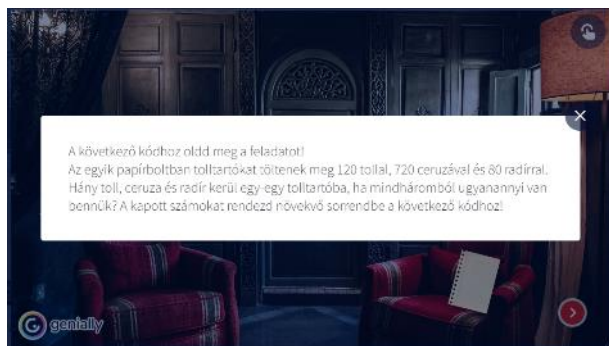 A következő kódhoz oldd meg a feladatot!
Az egyik papírboltban tolltartókat töltenek meg 120 tollal, 720 ceruzával és 80 radírral.
Hány toll, ceruza és radír kerül egy-egy tolltartóba, ha mindháromból ugyanannyi van
bennük? A kapott számokat rendezd növekvő sorrendbe a következő kódhoz!
genially